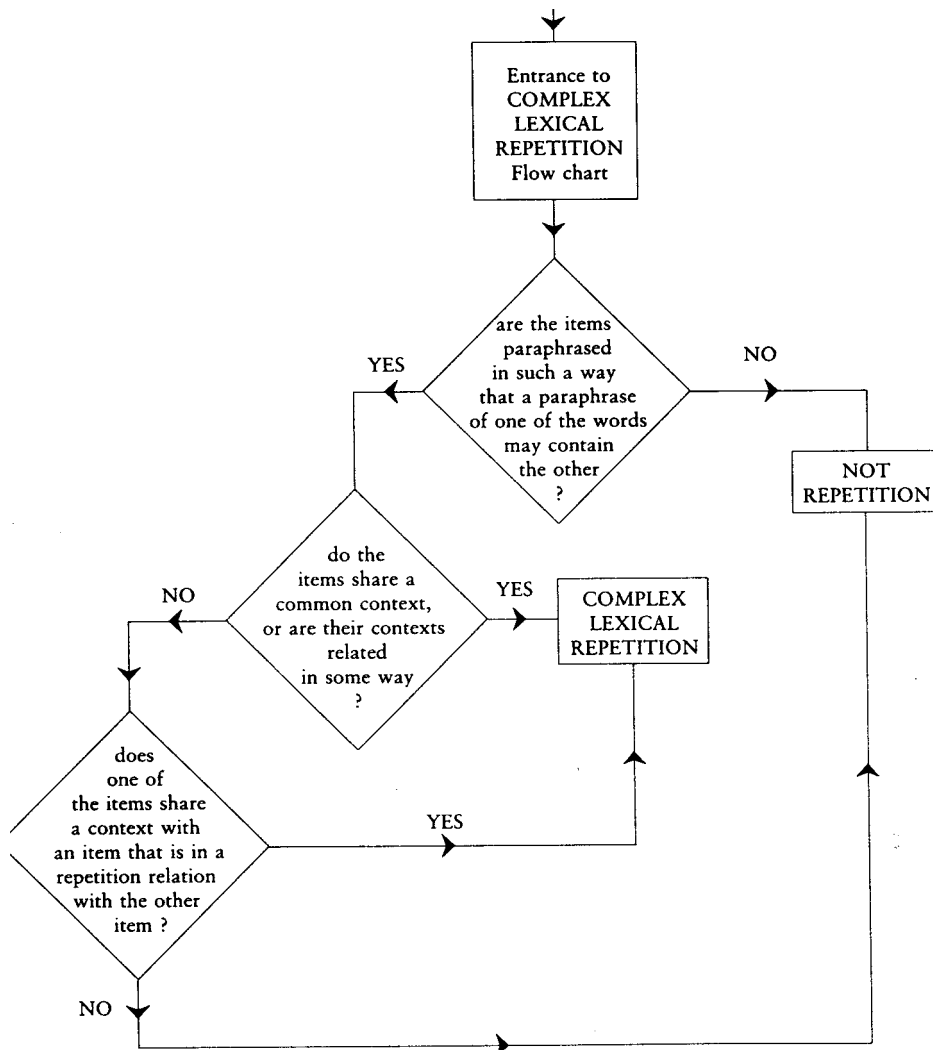 Entrance to
COMPLEX
LEXICAL
REPETITION
Flow chart
are the items
paraphrased
in such a way
that a paraphrase
of one of the words
may contain
the other
?
YES
NO
NOT
REPETITION
do the
items share a
common context,
or are their contexts
related
in some way
?
NO
YES
COMPLEX
LEXICAL
REPETITION
does
one of
the items share
a context with
an item that is in a
repetition relation
with the other
item ?
YES
NO